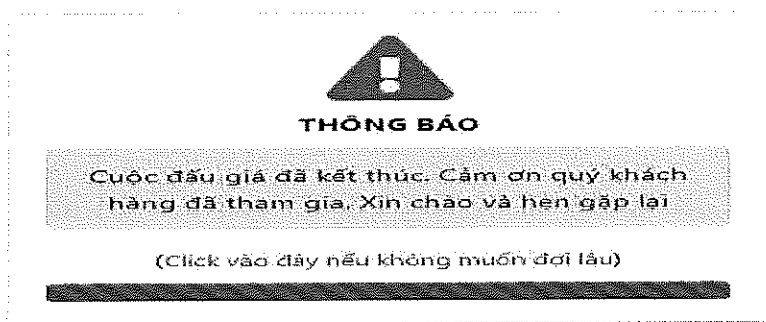 THÔNG BÁO
Cuộc đấu giá đã kết thúc. Cảm ơn quý khách
hàng đã tham gia. Xin chào và hẹn gặp lại
(Click vào đây nếu không muốn đợi lâu)